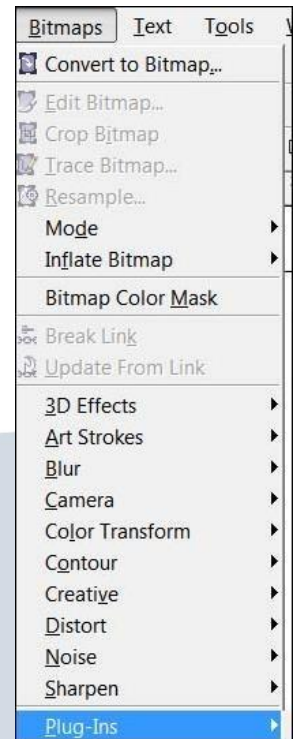 Bitmaps Text Tools
Convert to Bitmap...
Edit Bitmap...
Crop Bitmap
Trace Bitmap...
Resample...
Mode
Inflate Bitmap
Bitmap Color Mask
Break Link
Update From Link
3D Effects
Art Strokes
Blur
Camera
Color Transform
Contour
Creative
Distort
Noise
Sharpen
Plug-Ins